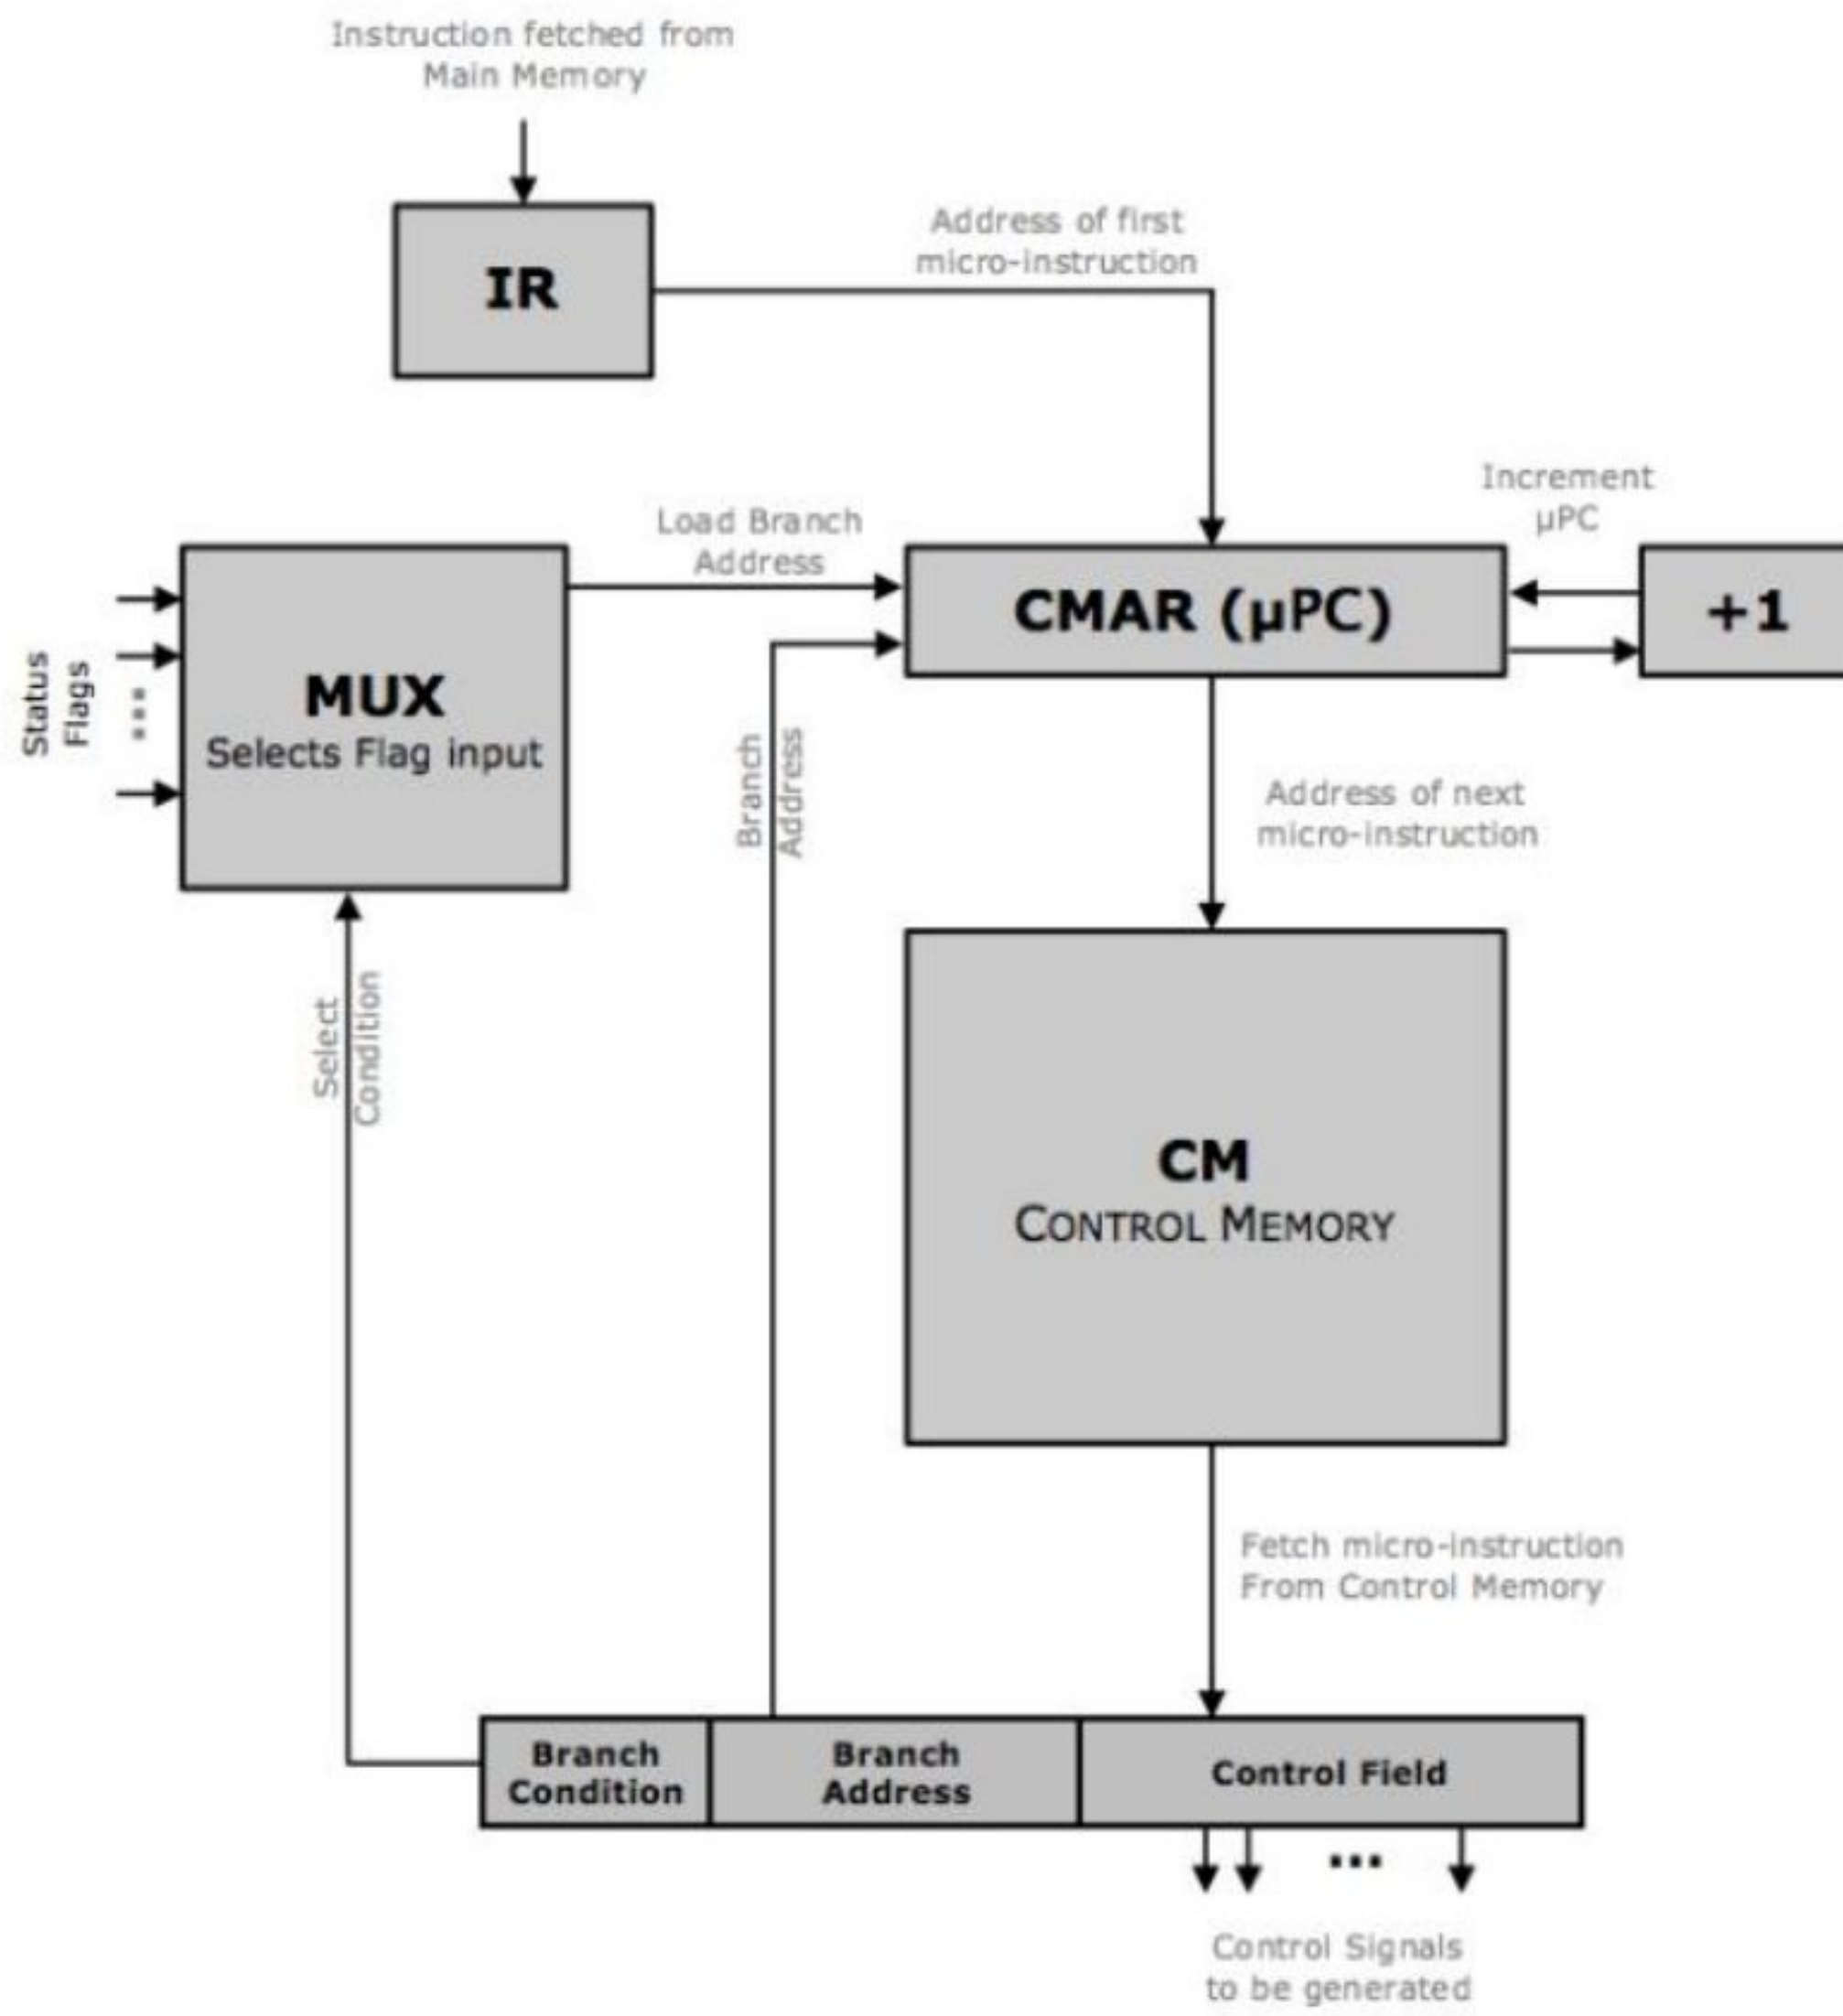 Instruction fetched from
Main Memory
IR
Address of first
micro-instruction
Increment
µPC
Load Branch
Address
CMAR (µPC)
+1
Status
Flags
MUX
Selects Flag input
Branch
Address
Address of next
micro-instruction
Select
Condition
CM
CONTROL MEMORY
Fetch micro-instruction
From Control Memory
Branch
Condition
Branch
Address
Control Field
...
Control Signals
to be generated